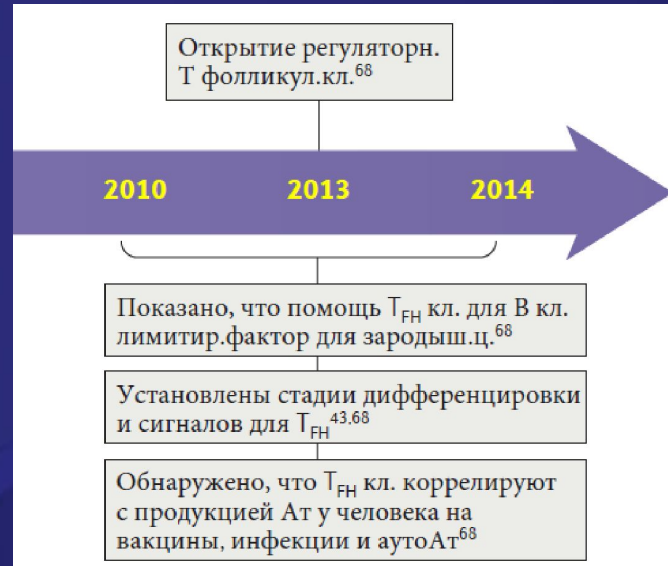 Открытие регуляторн.
Т фолликул.кл.68
2010 2013 2014
Показано, что помощь TFH кл. для В кл.
лимитир.фактор для зародыш.ц.68
Установлены стадии дифференцировки
и сигналов для TFH43,68
Обнаружено, что TFH кл. коррелируют
с продукцией Ат у человека на
вакцины, инфекции и аутоАт68